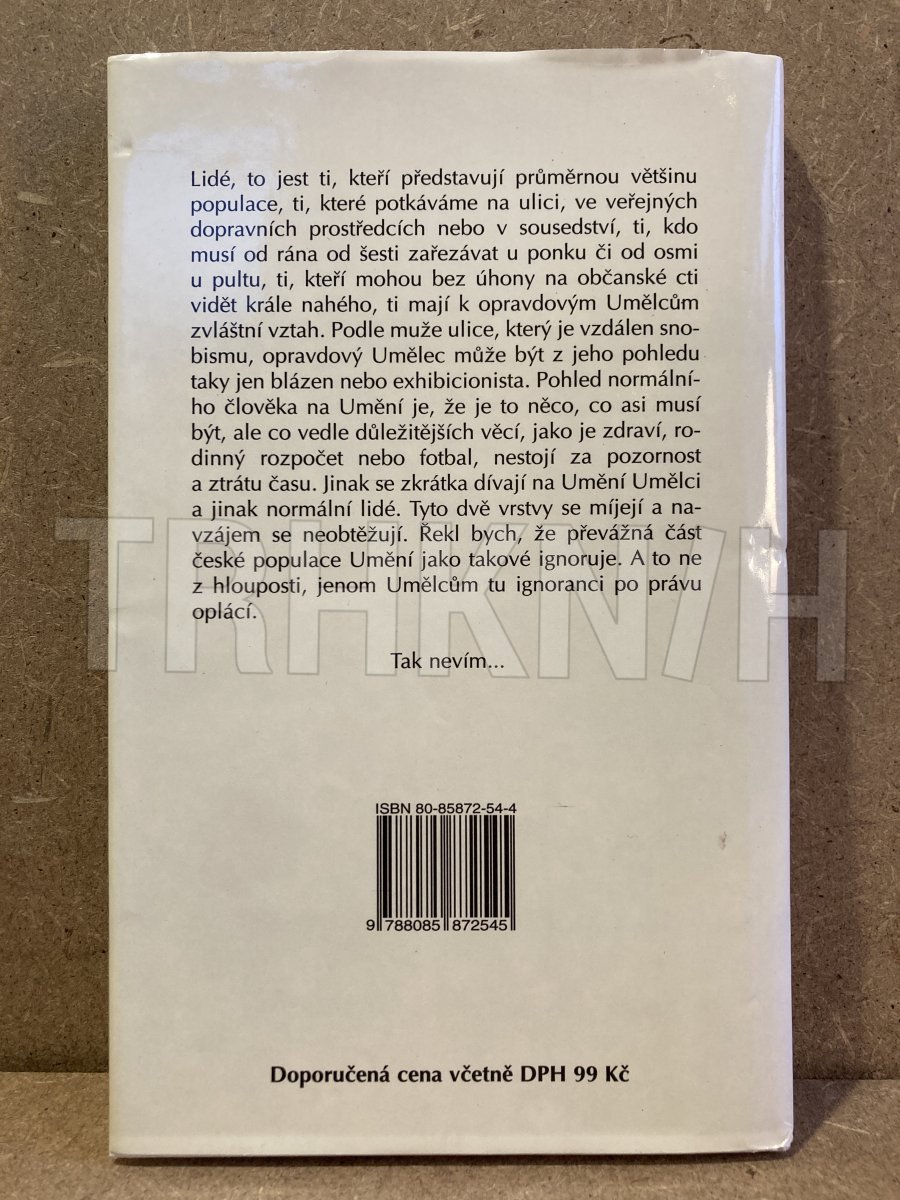 Lidé, to jest ti, kteří představují průměrnou většinu
populace, ti, které potkáváme na ulici, ve veřejných
dopravních prostředcích nebo v sousedství, ti, kdo
musí od rána od šesti zařezávat u ponku či od osmi
u pultu, ti, kteří mohou bez úhony na občanské cti
vidět krále nahého, ti mají k opravdovým Umělcům
zvláštní vztah. Podle muže ulice, který je vzdálen sno-
bismu, opravdový Umělec může být z jeho pohledu
taky jen blázen nebo exhibicionista. Pohled normální-
ho člověka na Umění je, že je to něco, co asi musí
být, ale co vedle důležitějších věcí, jako je zdraví, ro-
dinný rozpočet nebo fotbal, nestojí za pozornost
a ztrátu času. Jinak se zkrátka dívají na Umění Umělci
a jinak normální lidé. Tyto dvě vrstvy se míjejí a na-
vzájem se neobtěžují. Řekl bych, že převážná část
české populace Umění jako takové ignoruje. A to ne
z hlouposti, jenom Umělcům tu ignoranci po právu
oplácí.
TRHKNIH
Tak nevím...
ISBN 80-85872-54-4
9 788085 872545
Doporučená cena včetně DPH 99 Kč